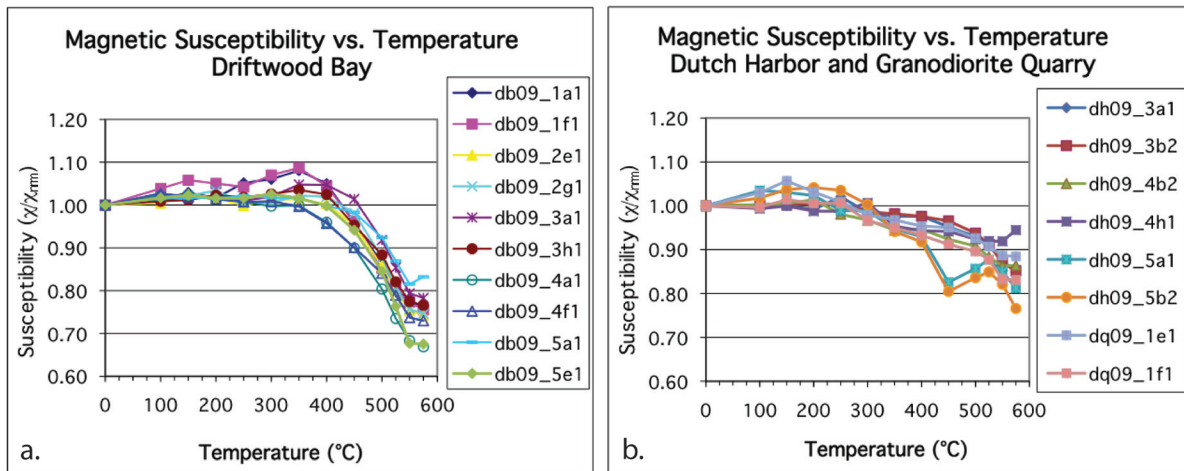 Magnetic Susceptibility vs. Temperature
Driftwood Bay
Susceptibility (χ/χrm)
1.20
1.10
1.00
0.90
0.80
0.70
0.60
0 100 200 300 400 500 600
Temperature (°C)
a.
db09_1a1
db09_1f1
db09_2e1
db09_2g1
db09_3a1
db09_3h1
db09_4a1
db09_4f1
db09_5a1
db09_5e1
Magnetic Susceptibility vs. Temperature
Dutch Harbor and Granodiorite Quarry
Susceptibility (χ/χrm)
1.20
1.10
1.00
0.90
0.80
0.70
0.60
0 100 200 300 400 500 600
Temperature (°C)
b.
dh09_3a1
dh09_3b2
dh09_4b2
dh09_4h1
dh09_5a1
dh09_5b2
dq09_1e1
dq09_1f1